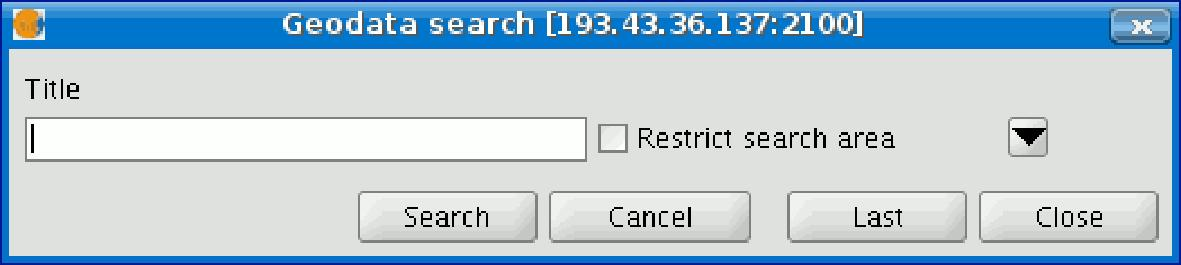 Geodata search [193.43.36.137:2100]
Title
Restrict search area
Search Cancel Last Close